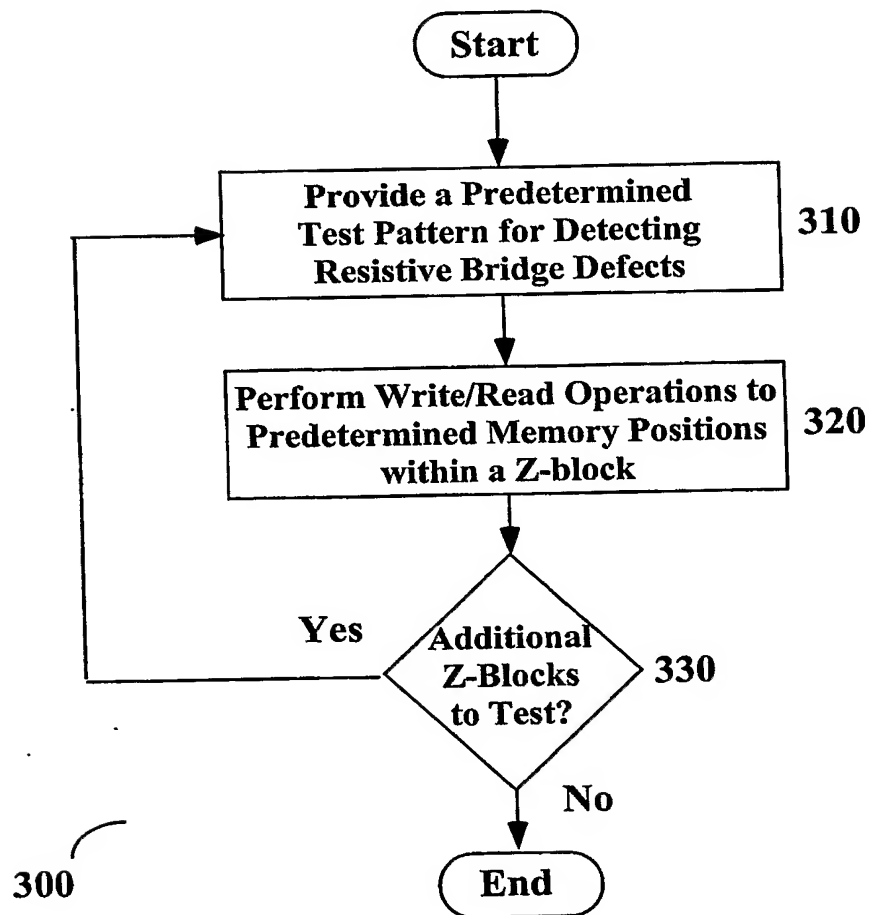 Start
Provide a Predetermined
Test Pattern for Detecting
Resistive Bridge Defects
310
Perform Write/Read Operations to
Predetermined Memory Positions
within a Z-block
320
Yes
Additional
Z-Blocks
to Test?
330
No
300
End